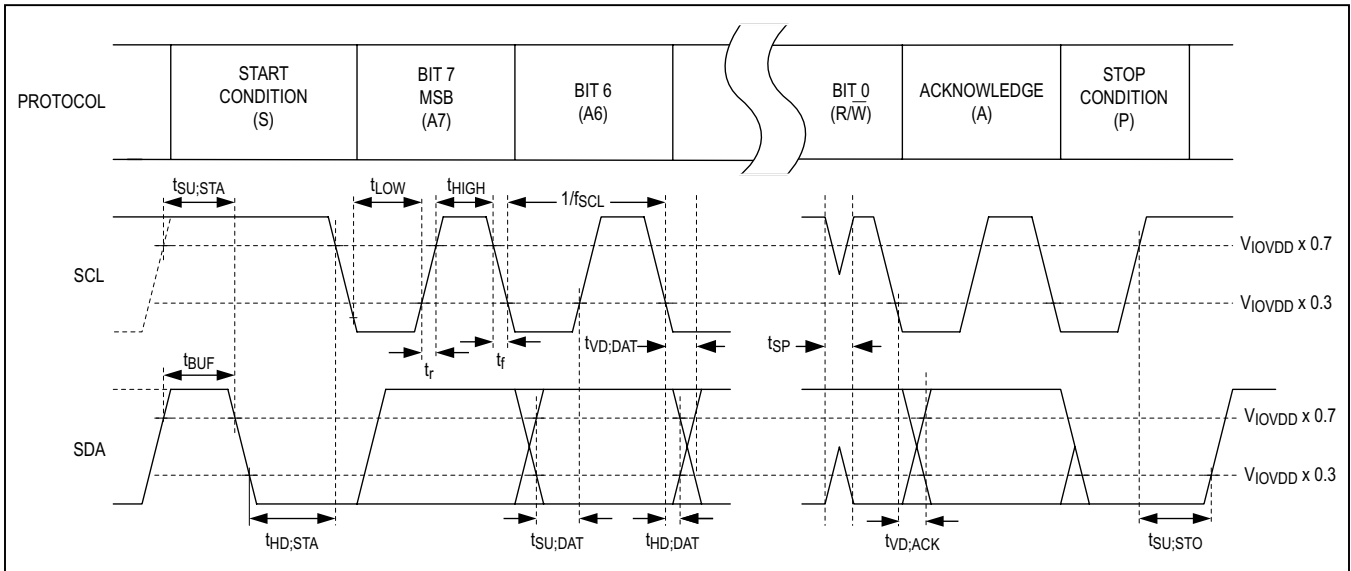 PROTOCOL
START
CONDITION
(S)
BIT 7
MSB
(A7)
BIT 6
(A6)
BIT 0
(R/W̅)
ACKNOWLEDGE
(A)
STOP
CONDITION
(P)
tSU;STA
tLOW
tHIGH
1/fSCL
SCL
VIOVDD x 0.7
VIOVDD x 0.3
tBUF
tr
tf
tVD;DAT
tSP
SDA
VIOVDD x 0.7
VIOVDD x 0.3
tHD;STA
tSU;DAT
tHD;DAT
tVD;ACK
tSU;STO